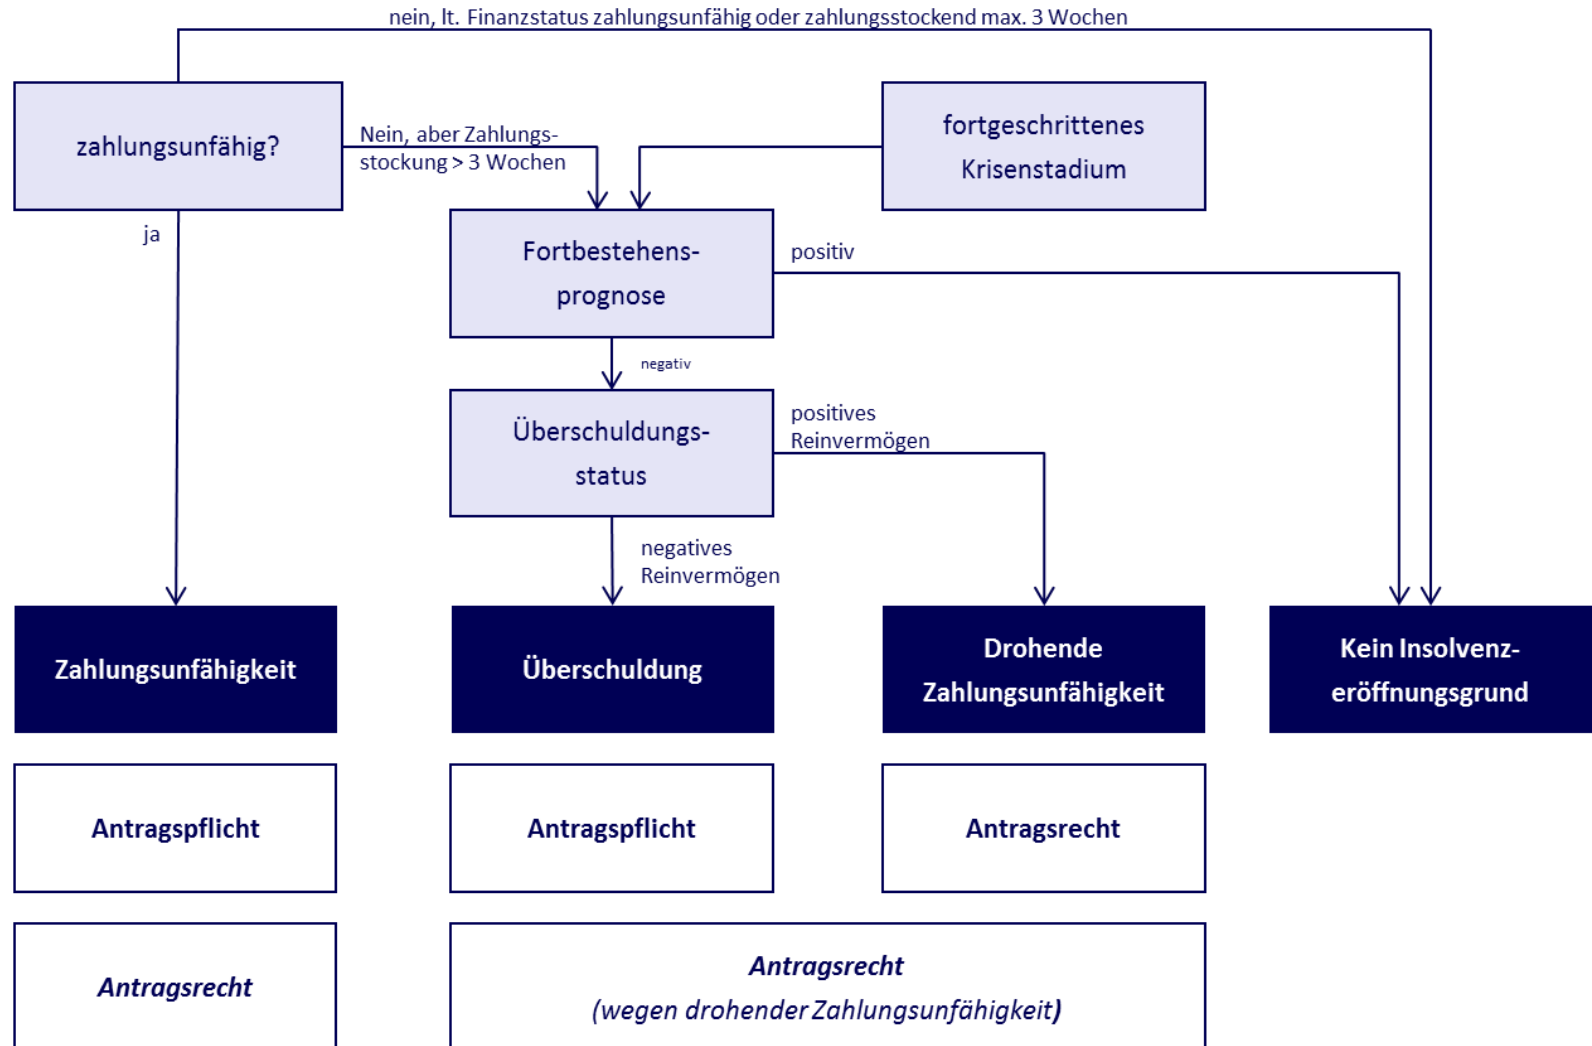 nein, lt. Finanzstatus zahlungsunfähig oder zahlungsstockend max. 3 Wochen
zahlungsunfähig?
Nein, aber Zahlungs-
stockung > 3 Wochen
fortgeschrittenes
Krisenstadium
ja
Fortbestehens-
prognose
positiv
negativ
Überschuldungs-
status
positives
Reinvermögen
negatives
Reinvermögen
Zahlungsunfähigkeit
Überschuldung
Drohende
Zahlungsunfähigkeit
Kein Insolvenz-
eröffnungsgrund
Antragspflicht
Antragspflicht
Antragsrecht
Antragsrecht
Antragsrecht
(wegen drohender Zahlungsunfähigkeit)